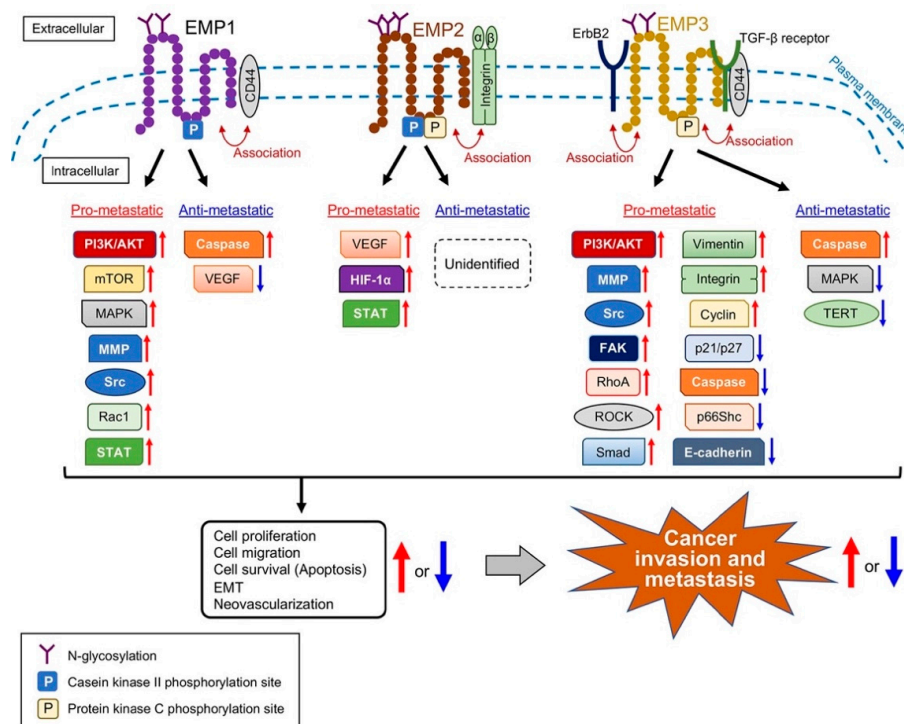 Extracellular
EMP1
CD44
P
Association
EMP2
α β
Integrin
P P
Association
ErbB2
EMP3
TGF-β receptor
CD44
P
Association
Association
Plasma membrane
Intracellular
Pro-metastatic
PI3K/AKT
mTOR
MAPK
MMP
Src
Rac1
STAT
Anti-metastatic
Caspase
VEGF
Pro-metastatic
VEGF
HIF-1α
STAT
Anti-metastatic
Unidentified
Pro-metastatic
PI3K/AKT
MMP
Src
FAK
RhoA
ROCK
Smad
Vimentin
Integrin
Cyclin
p21/p27
Caspase
p66Shc
E-cadherin
Anti-metastatic
Caspase
MAPK
TERT
Cell proliferation
Cell migration
Cell survival (Apoptosis)
EMT
Neovascularization
or
Cancer
invasion and
metastasis
or
N-glycosylation
P Casein kinase II phosphorylation site
P Protein kinase C phosphorylation site